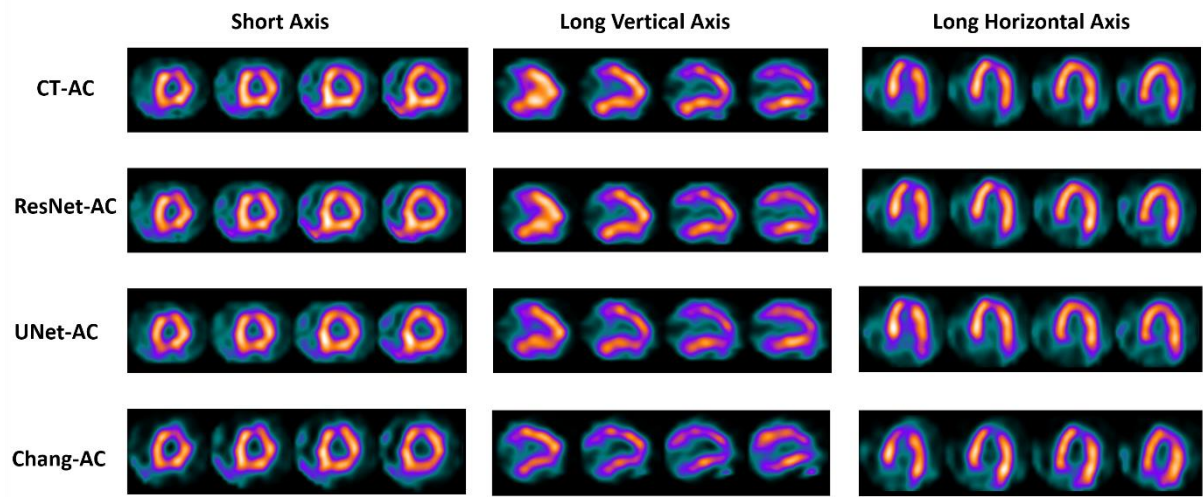 Short Axis
Long Vertical Axis
Long Horizontal Axis
CT-AC
ResNet-AC
UNet-AC
Chang-AC